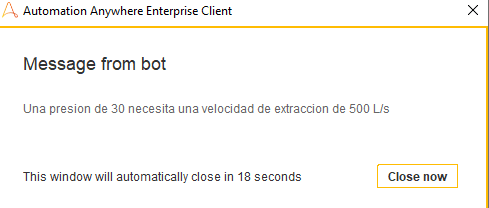 Automation Anywhere Enterprise Client
Message from bot
Una presion de 30 necesita una velocidad de extraccion de 500 L/s
This window will automatically close in 18 seconds
Close now